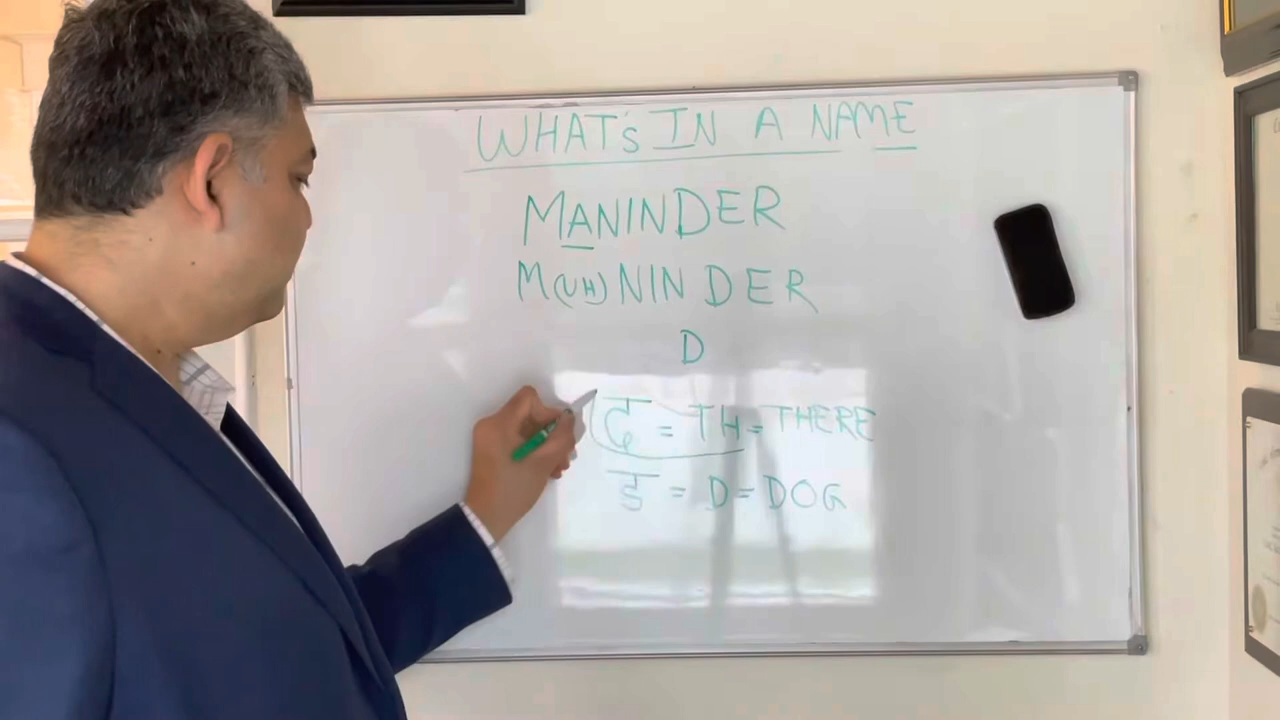 WHAT's IN A NAME
MANINDER
M(UH)NINDER
D
द = TH = THERE
ड = D = DOG